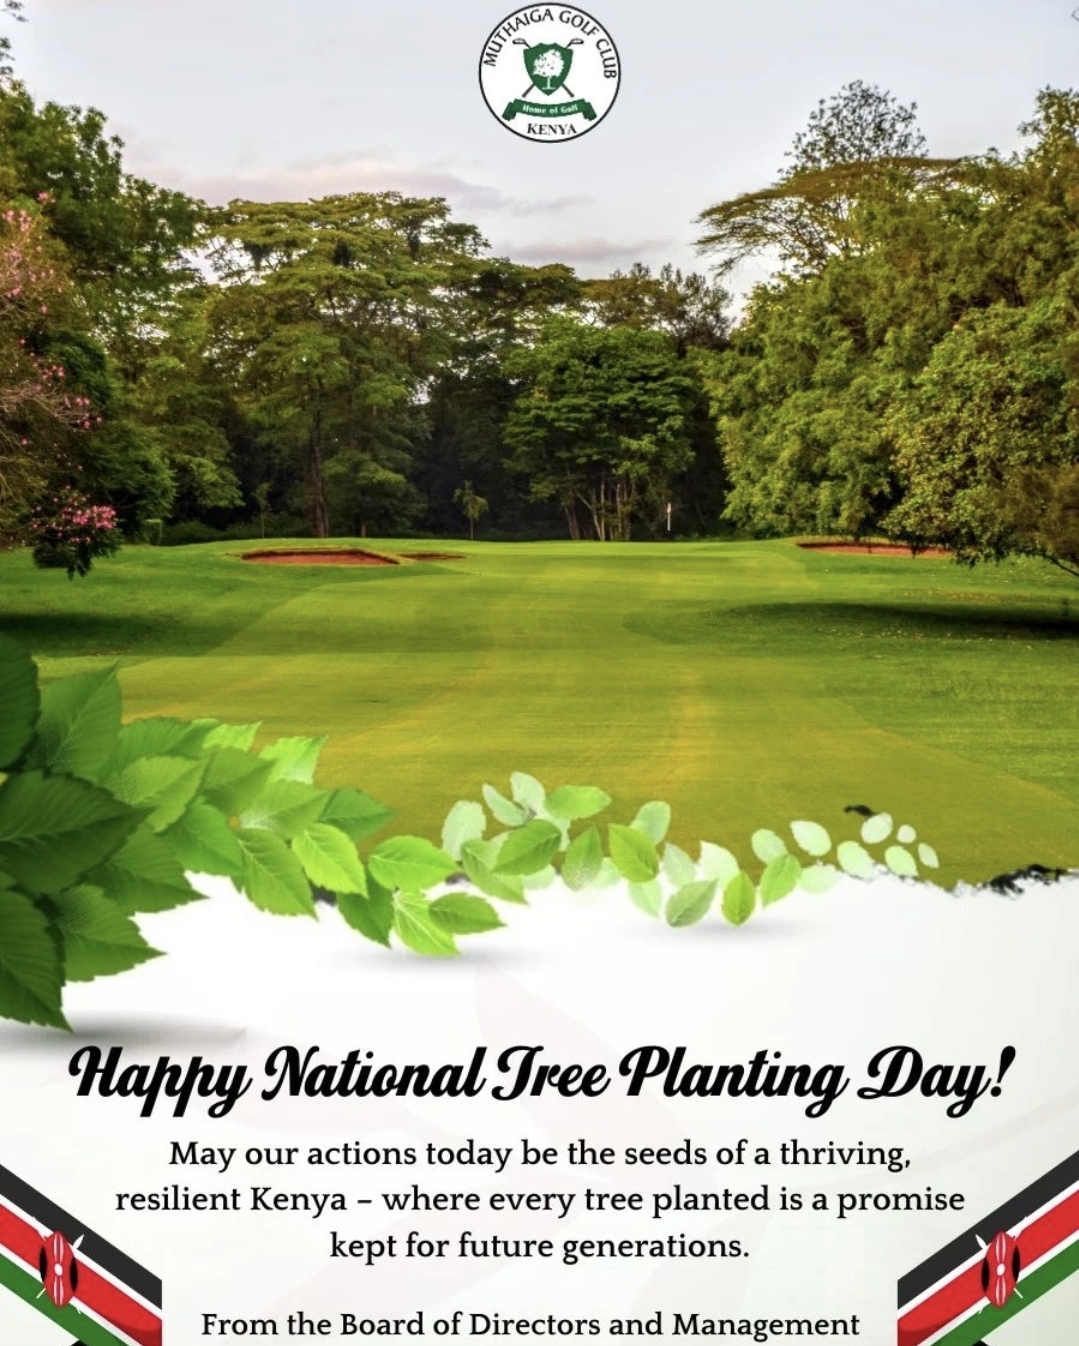 MUTHAIGA GOLF CLUB
Home of Golf
KENYA
Happy National Tree Planting Day!
May our actions today be the seeds of a thriving,
resilient Kenya – where every tree planted is a promise
kept for future generations.
From the Board of Directors and Management